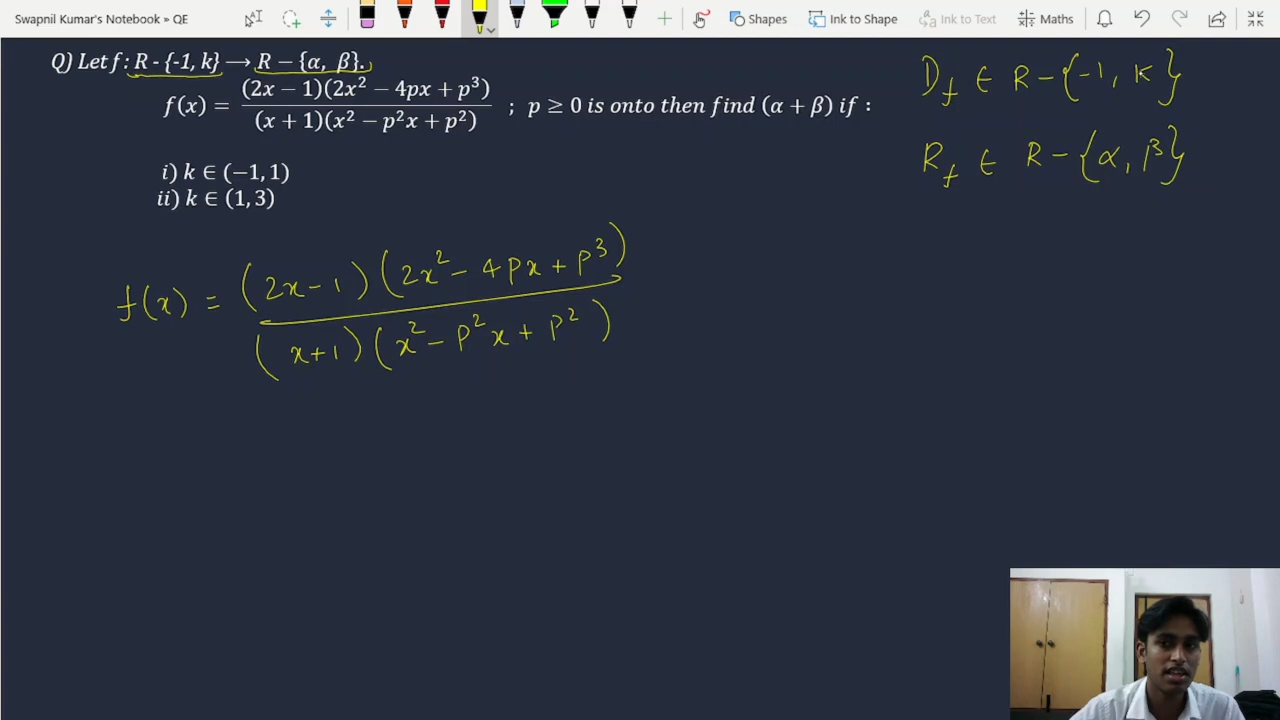 Swapnil Kumar's Notebook » QE
Shapes Ink to Shape Ink to Text Maths
Q) Let f: R - {-1, k} ⟶ R − {α, β}.
f(x) = (2x − 1)(2x² − 4px + p³) / (x + 1)(x² − p²x + p²) ; p ≥ 0 is onto then find (α + β) if :
i) k ∈ (−1, 1)
ii) k ∈ (1, 3)
D_f ∈ R − {-1, k}
R_f ∈ R − {α, β}
f(x) = (2x − 1)(2x² − 4px + p³) / (x + 1)(x² − p²x + p²)